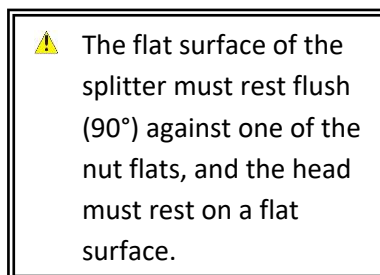 The flat surface of the
splitter must rest flush
(90°) against one of the
nut flats, and the head
must rest on a flat
surface.